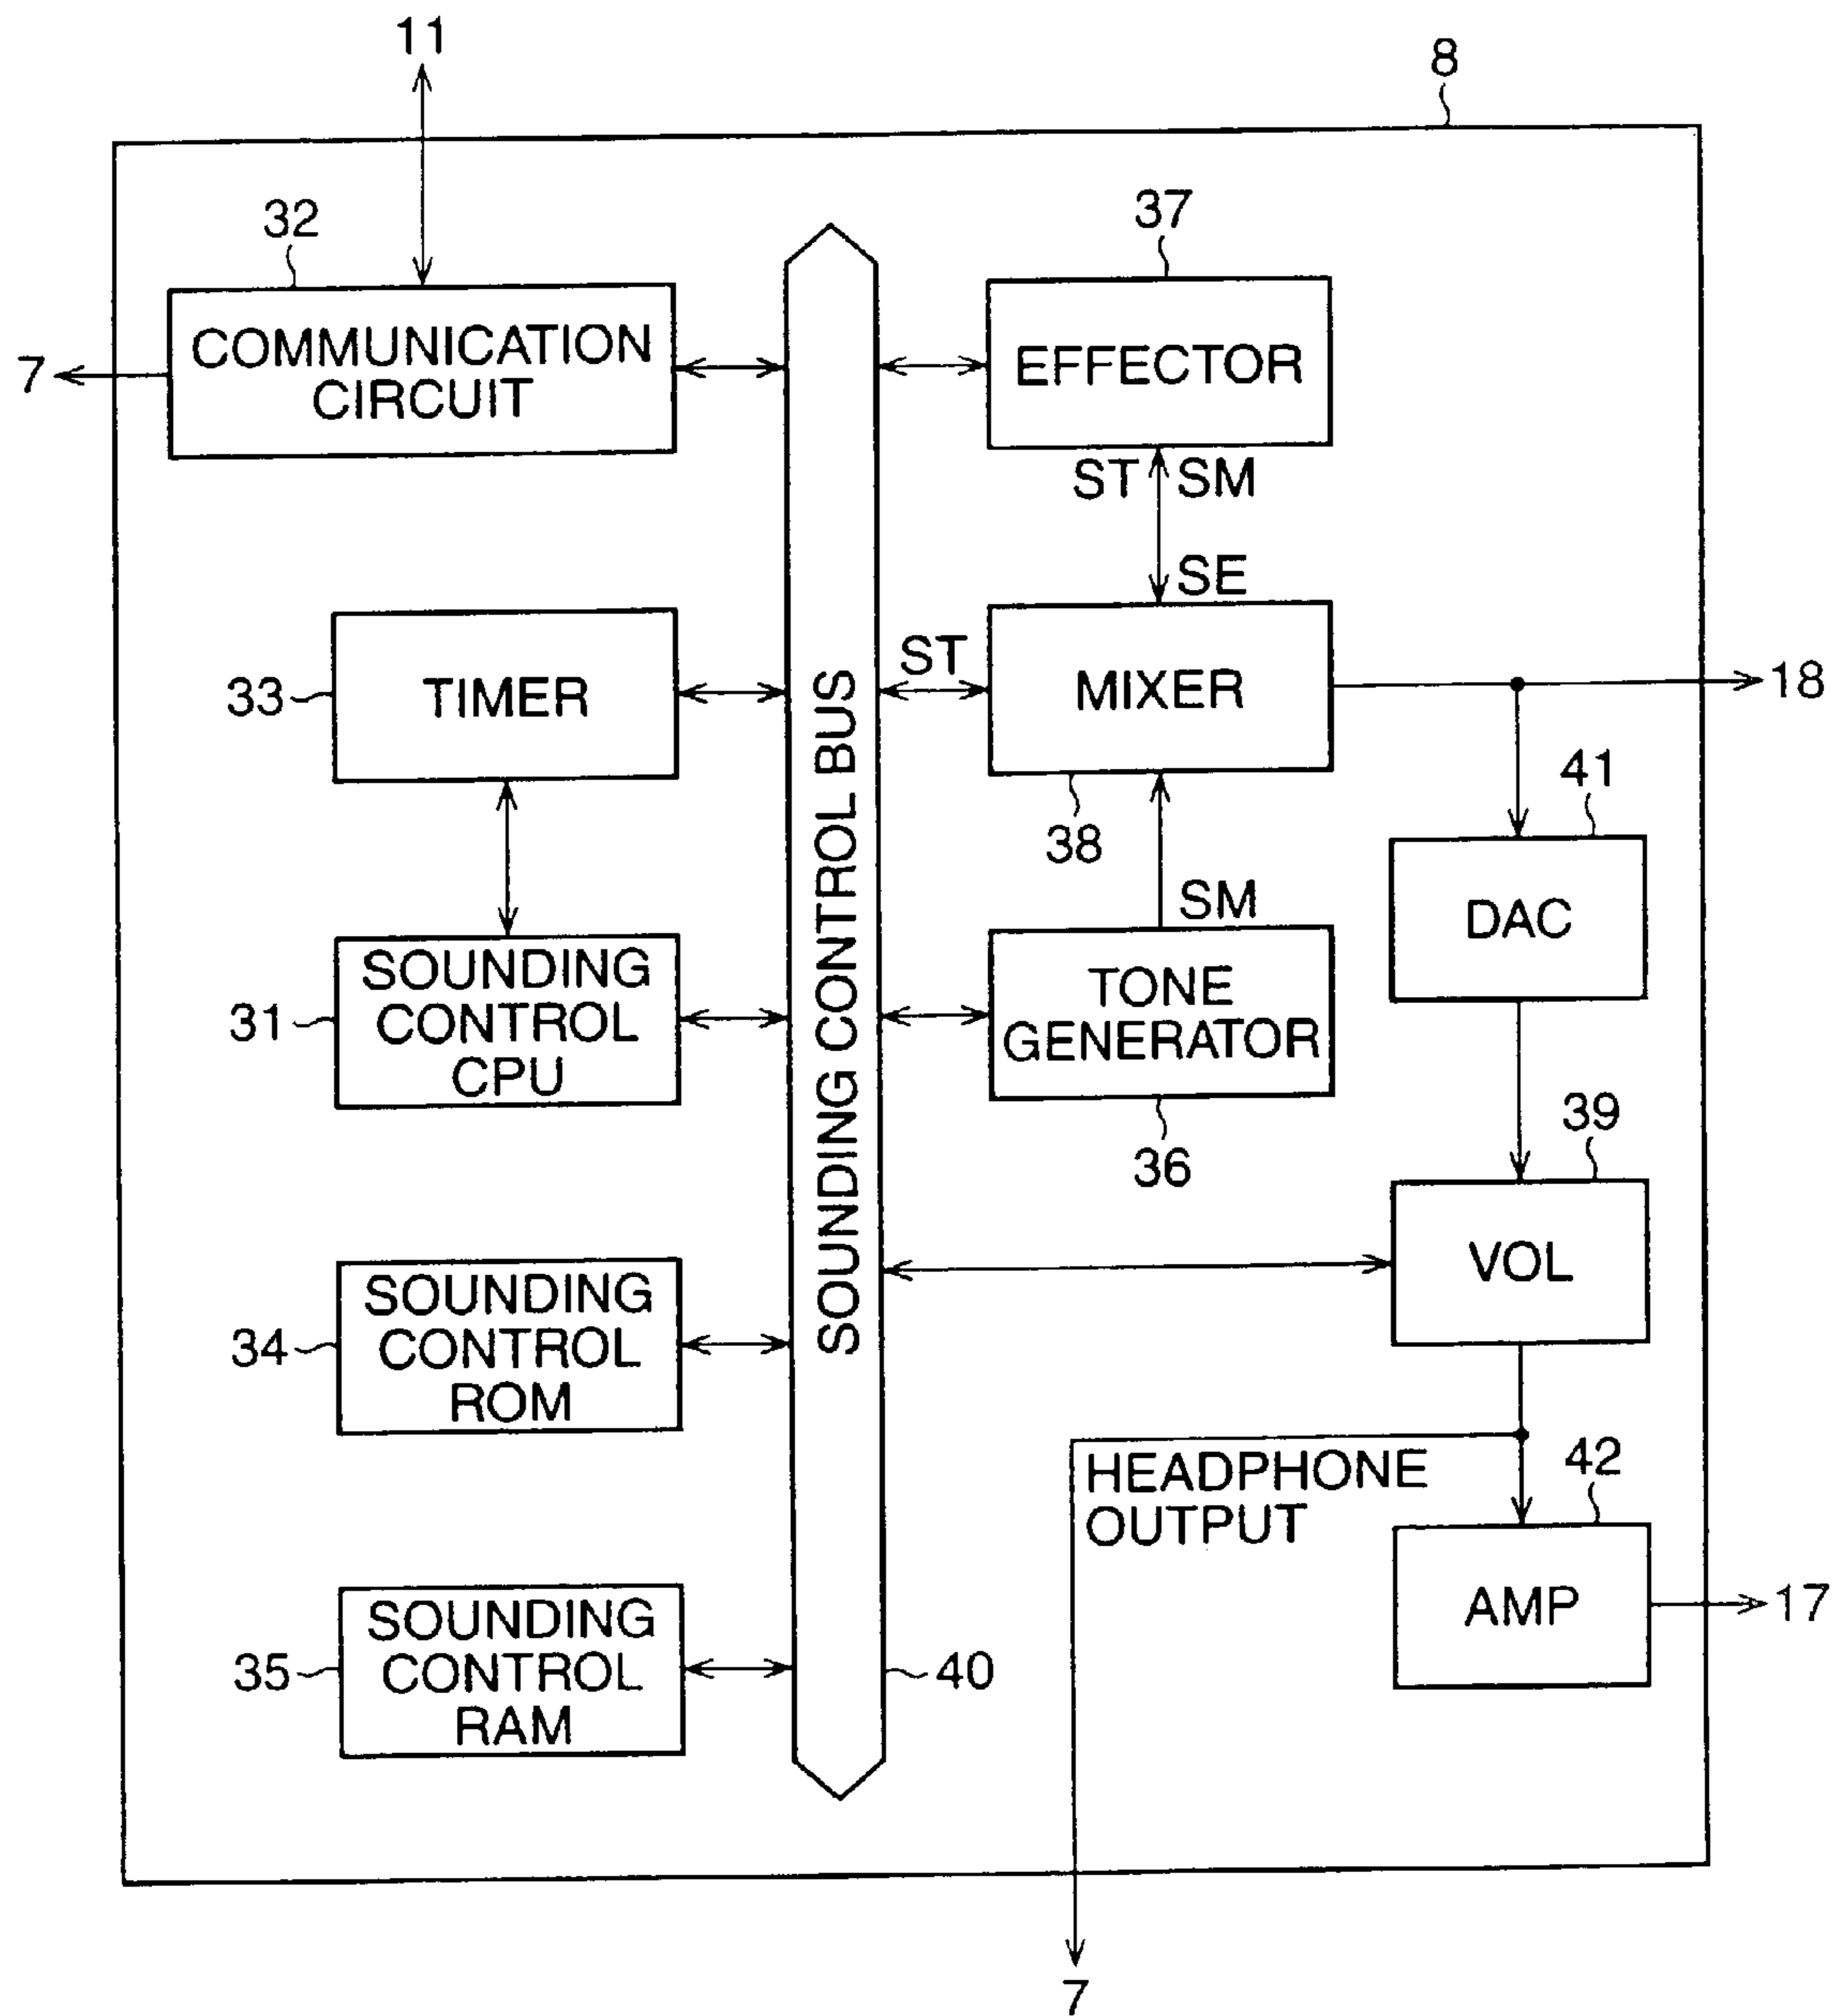 11
8
32
37
COMMUNICATION
CIRCUIT
7
EFFECTOR
ST SM
SE
33
TIMER
ST
MIXER
18
38
41
DAC
SM
31
SOUNDING
CONTROL
CPU
TONE
GENERATOR
36
39
VOL
SOUNDING CONTROL BUS
34
SOUNDING
CONTROL
ROM
HEADPHONE
OUTPUT
42
AMP
17
35
SOUNDING
CONTROL
RAM
40
7